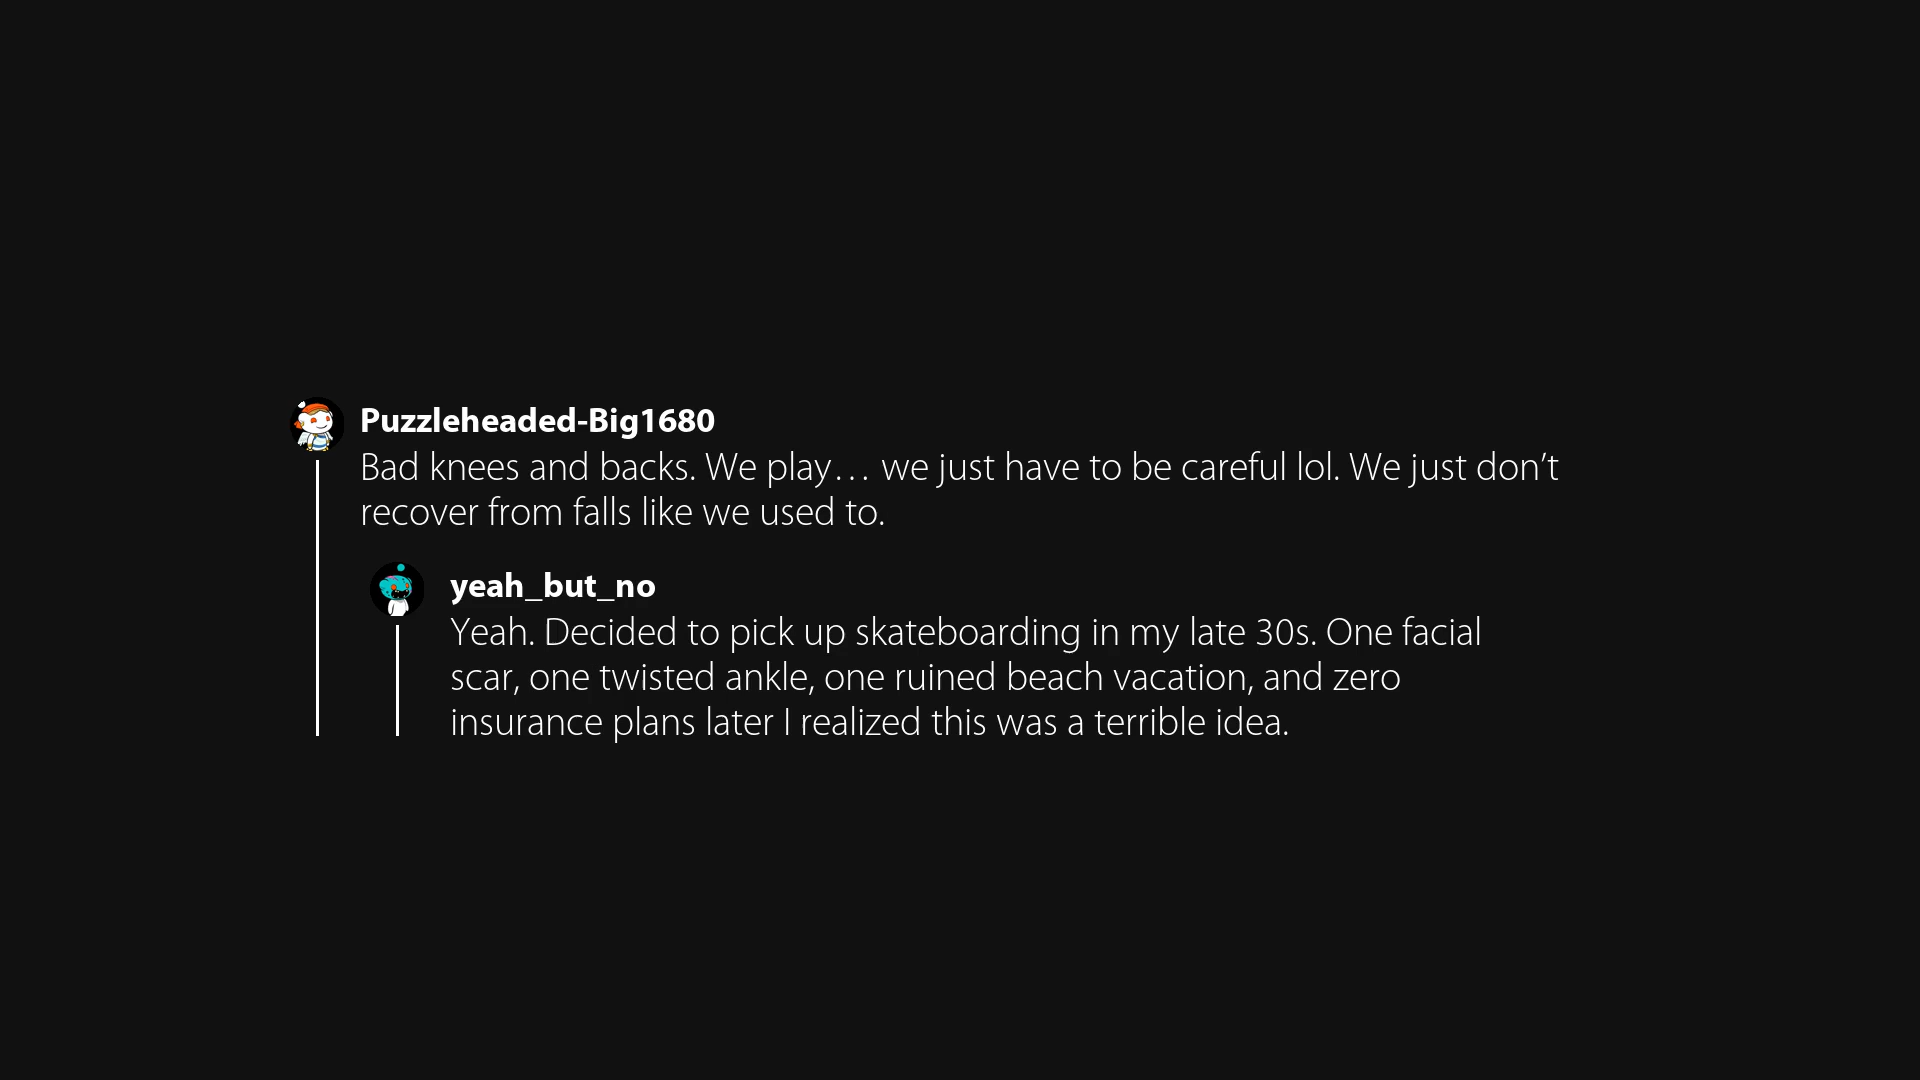 Puzzleheaded-Big1680
Bad knees and backs. We play… we just have to be careful lol. We just don’t
recover from falls like we used to.
yeah_but_no
Yeah. Decided to pick up skateboarding in my late 30s. One facial
scar, one twisted ankle, one ruined beach vacation, and zero
insurance plans later I realized this was a terrible idea.